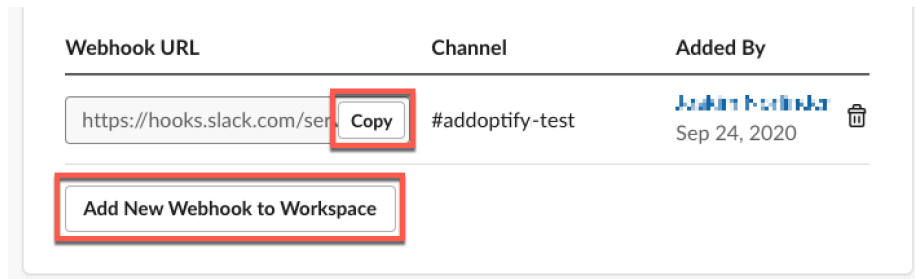 Webhook URL Channel Added By
https://hooks.slack.com/ser Copy #addoptify-test
Sep 24, 2020
Add New Webhook to Workspace